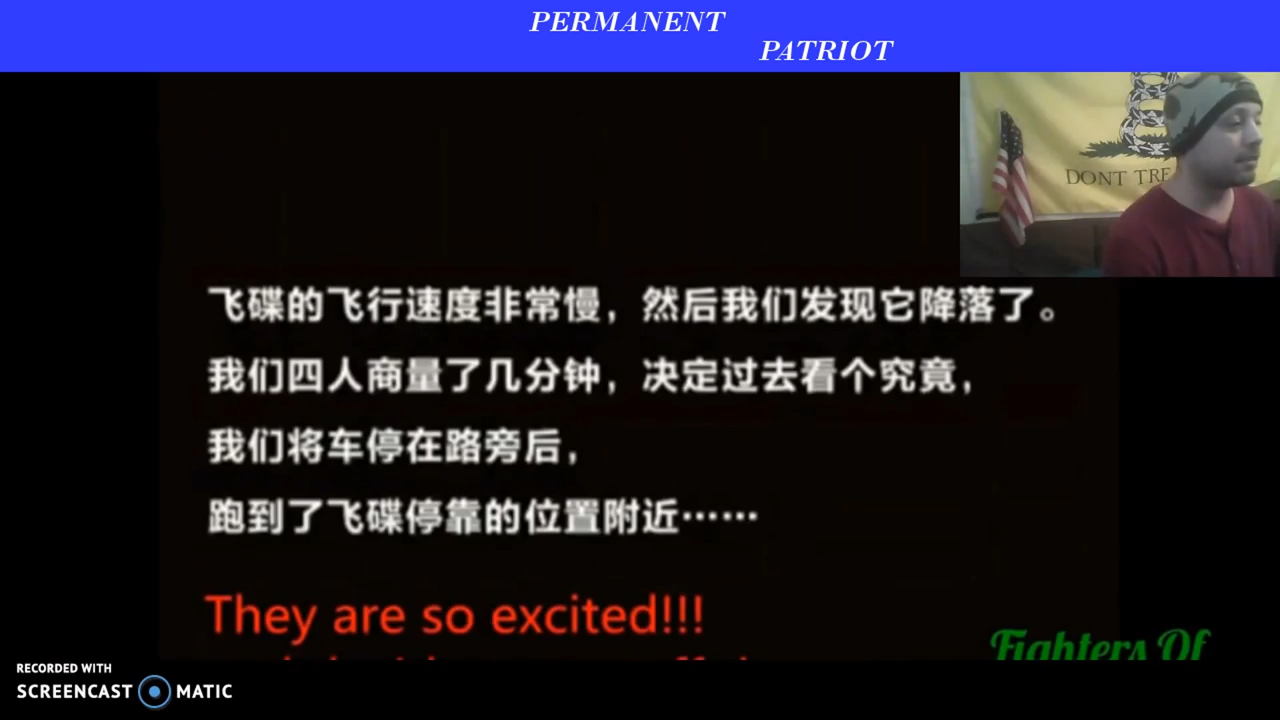 PERMANENT
PATRIOT
DONT TRE
飞碟的飞行速度非常慢，然后我们发现它降落了。
我们四人商量了几分钟，决定过去看个究竟，
我们将车停在路旁后，
跑到了飞碟停靠的位置附近……
They are so excited!!!
Fighters Of
RECORDED WITH
SCREENCAST MATIC